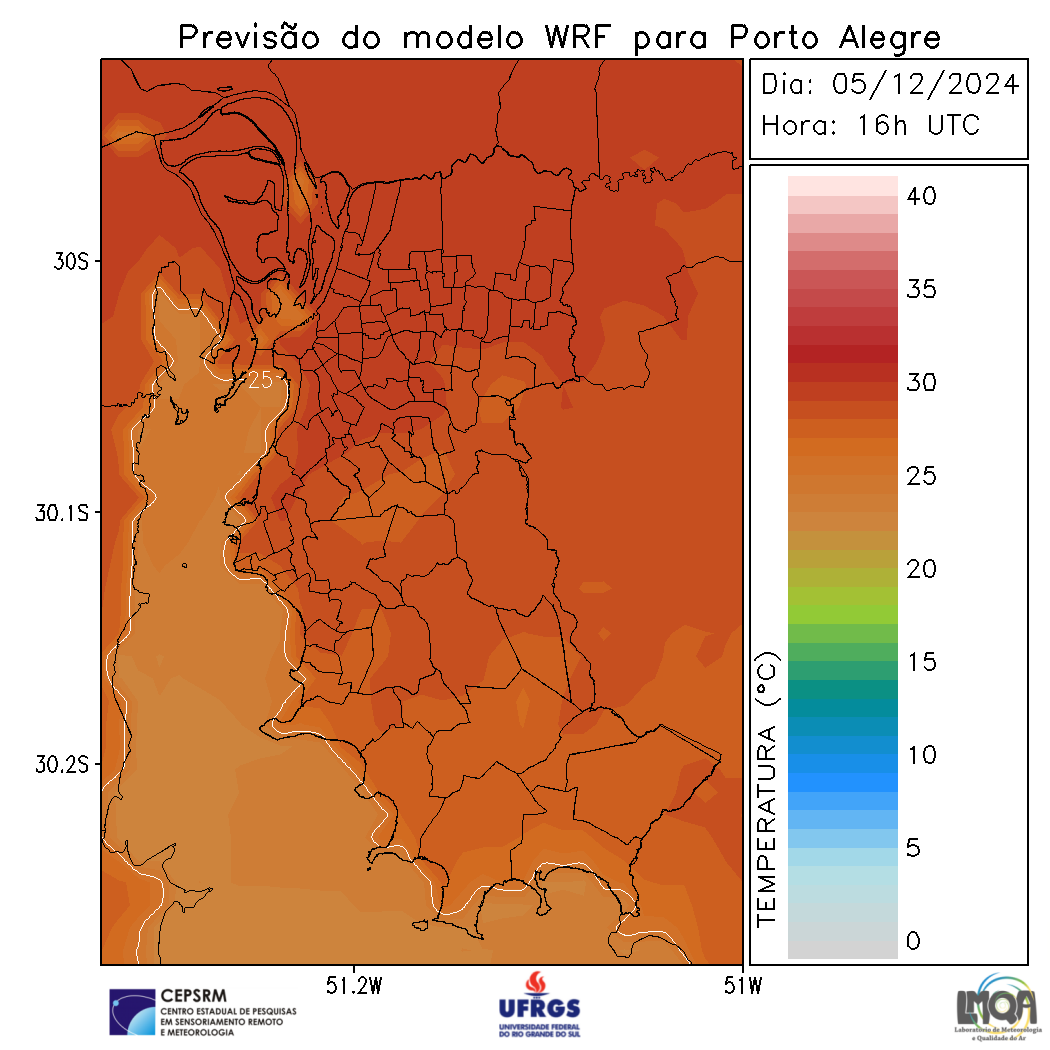 Previsão do modelo WRF para Porto Alegre
Dia: 05/12/2024
Hora: 16h UTC
40
35
30
25
20
15
10
5
0
TEMPERATURA (°C)
30S
30.1S
30.2S
25
51.2W
51W
CEPSRM
CENTRO ESTADUAL DE PESQUISAS
EM SENSORIAMENTO REMOTO
E METEOROLOGIA
UFRGS
UNIVERSIDADE FEDERAL
DO RIO GRANDE DO SUL
LMQA
Laboratório de Meteorologia
e Qualidade do Ar